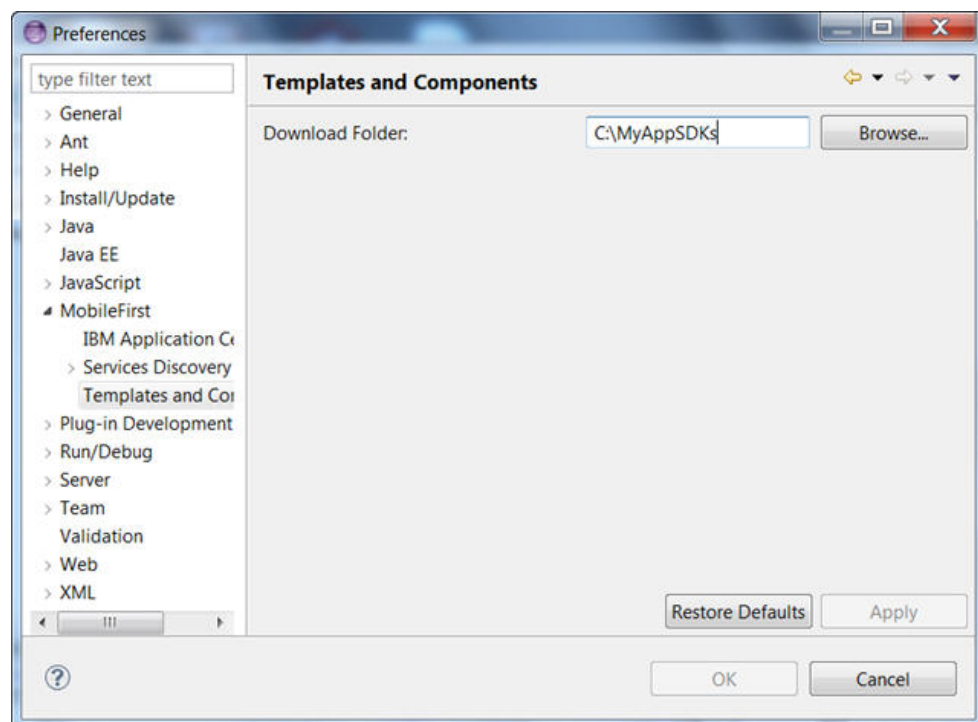 Preferences
type filter text
General
Ant
Help
Install/Update
Java
Java EE
JavaScript
MobileFirst
IBM Application Ce
Services Discovery
Templates and Cor
Plug-in Development
Run/Debug
Server
Team
Validation
Web
XML
Templates and Components
Download Folder: C:\MyAppSDKs Browse...
Restore Defaults Apply
? OK Cancel